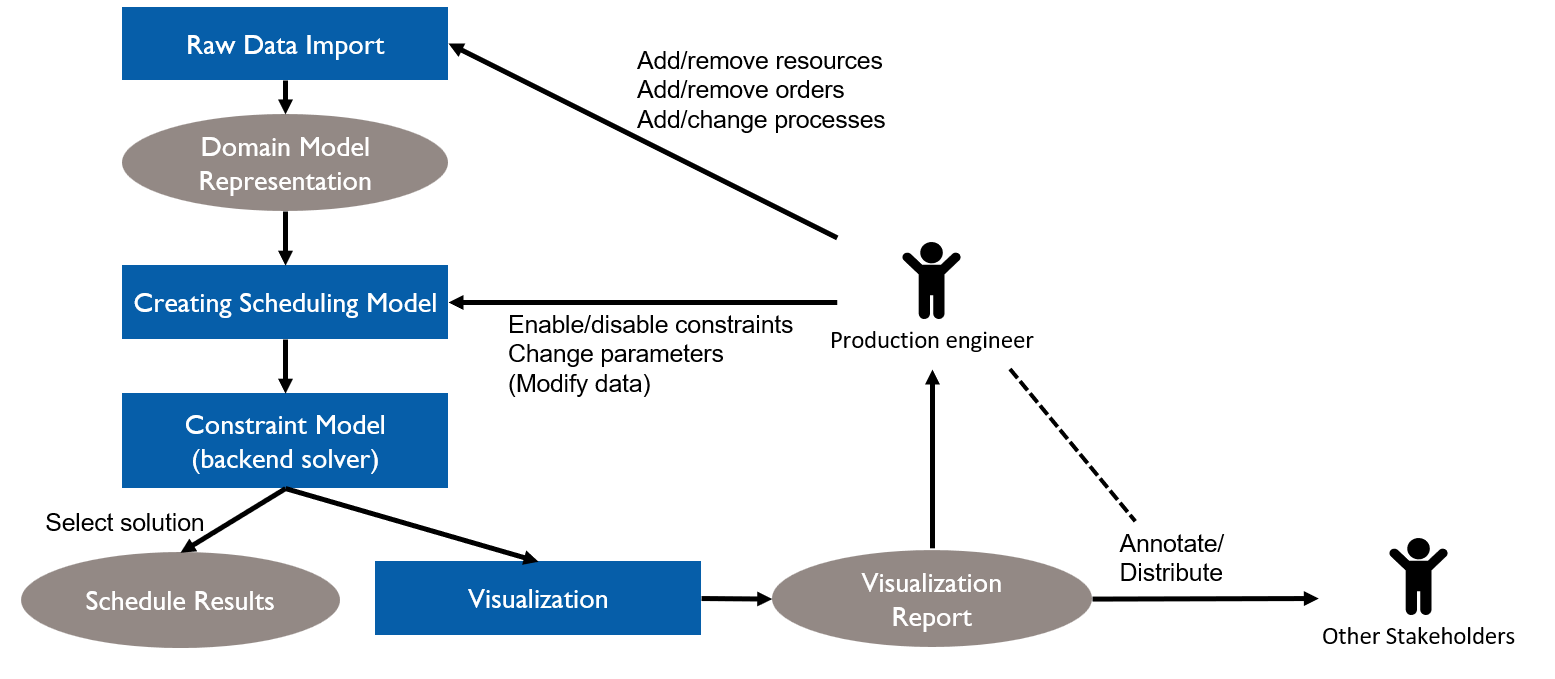 Raw Data Import
Add/remove resources
Add/remove orders
Add/change processes
Domain Model
Representation
Creating Scheduling Model
Enable/disable constraints
Change parameters
(Modify data)
Production engineer
Constraint Model
(backend solver)
Select solution
Schedule Results
Visualization
Visualization
Report
Annotate/
Distribute
Other Stakeholders